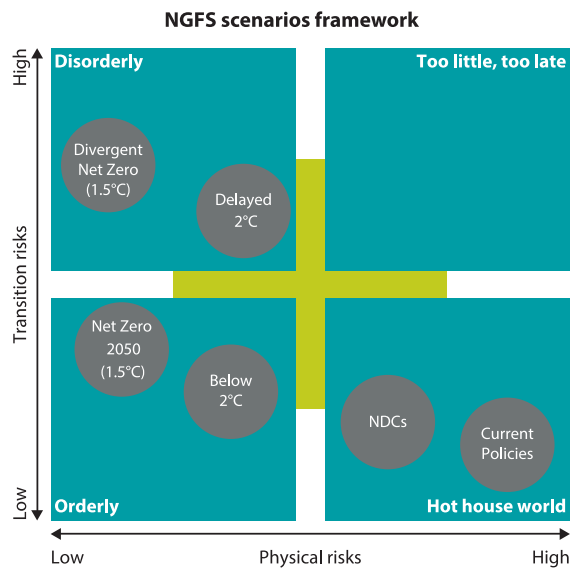 NGFS scenarios framework
High
Transition risks
Low
Disorderly
Too little, too late
Divergent
Net Zero
(1.5°C)
Delayed
2°C
Net Zero
2050
(1.5°C)
Below
2°C
NDCs
Current
Policies
Orderly
Hot house world
Low
Physical risks
High